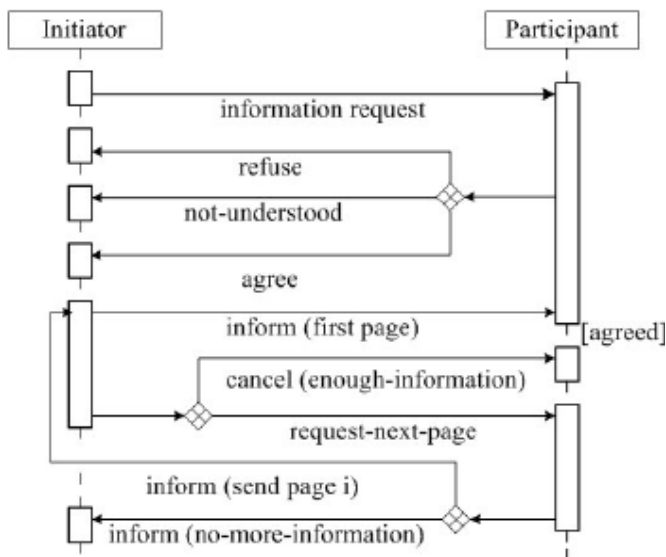 Initiator
Participant
information request
refuse
not-understood
agree
inform (first page)
[agreed]
cancel (enough-information)
request-next-page
inform (send page i)
inform (no-more-information)